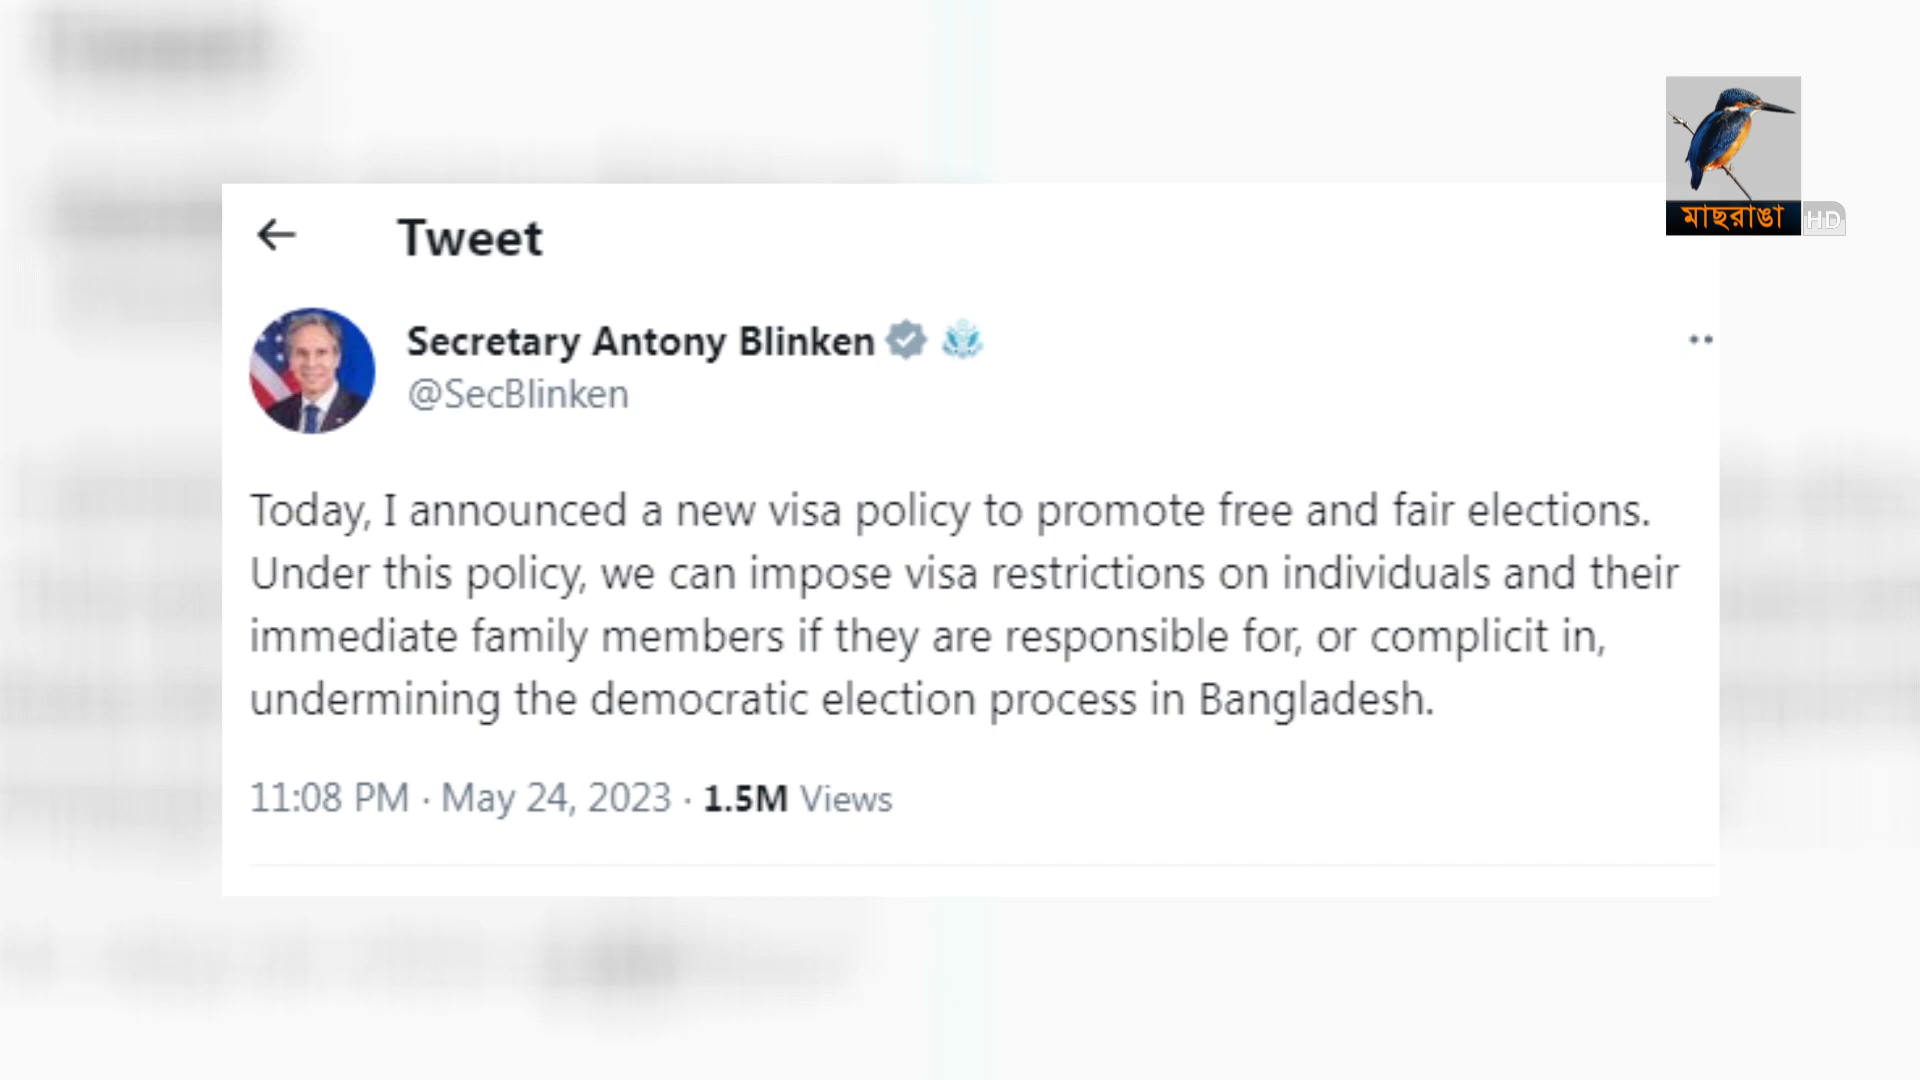 Tweet
মাছরাঙা HD
Secretary Antony Blinken
@SecBlinken
Today, I announced a new visa policy to promote free and fair elections.
Under this policy, we can impose visa restrictions on individuals and their
immediate family members if they are responsible for, or complicit in,
undermining the democratic election process in Bangladesh.
11:08 PM · May 24, 2023 · 1.5M Views